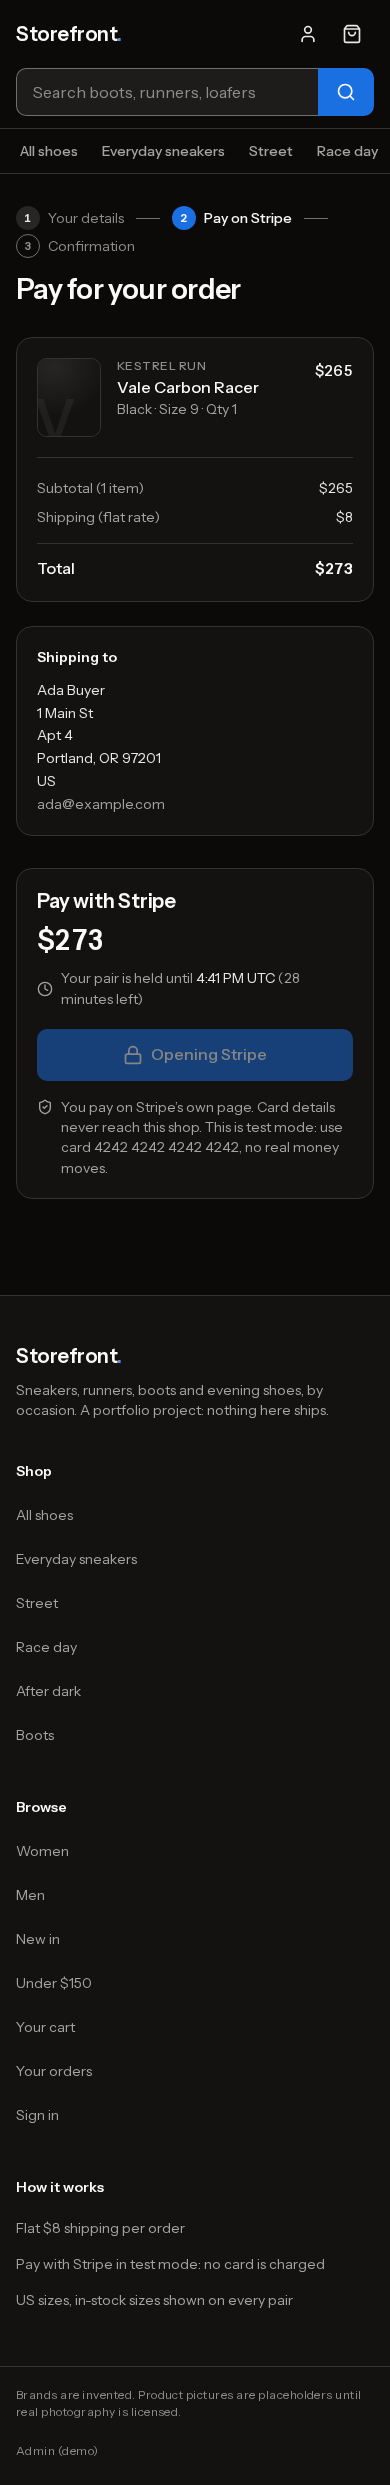 Storefront.
Search boots, runners, loafers
All shoes Everyday sneakers Street Race day
1 Your details 2 Pay on Stripe
3 Confirmation
Pay for your order
V
KESTREL RUN
Vale Carbon Racer
$265
Black · Size 9 · Qty 1
Subtotal (1 item) $265
Shipping (flat rate) $8
Total $273
Shipping to
Ada Buyer
1 Main St
Apt 4
Portland, OR 97201
US
ada@example.com
Pay with Stripe
$273
Your pair is held until 4:41 PM UTC (28
minutes left)
Opening Stripe
You pay on Stripe’s own page. Card details
never reach this shop. This is test mode: use
card 4242 4242 4242 4242, no real money
moves.
Storefront.
Sneakers, runners, boots and evening shoes, by
occasion. A portfolio project: nothing here ships.
Shop
All shoes
Everyday sneakers
Street
Race day
After dark
Boots
Browse
Women
Men
New in
Under $150
Your cart
Your orders
Sign in
How it works
Flat $8 shipping per order
Pay with Stripe in test mode: no card is charged
US sizes, in-stock sizes shown on every pair
Brands are invented. Product pictures are placeholders until
real photography is licensed.
Admin (demo)